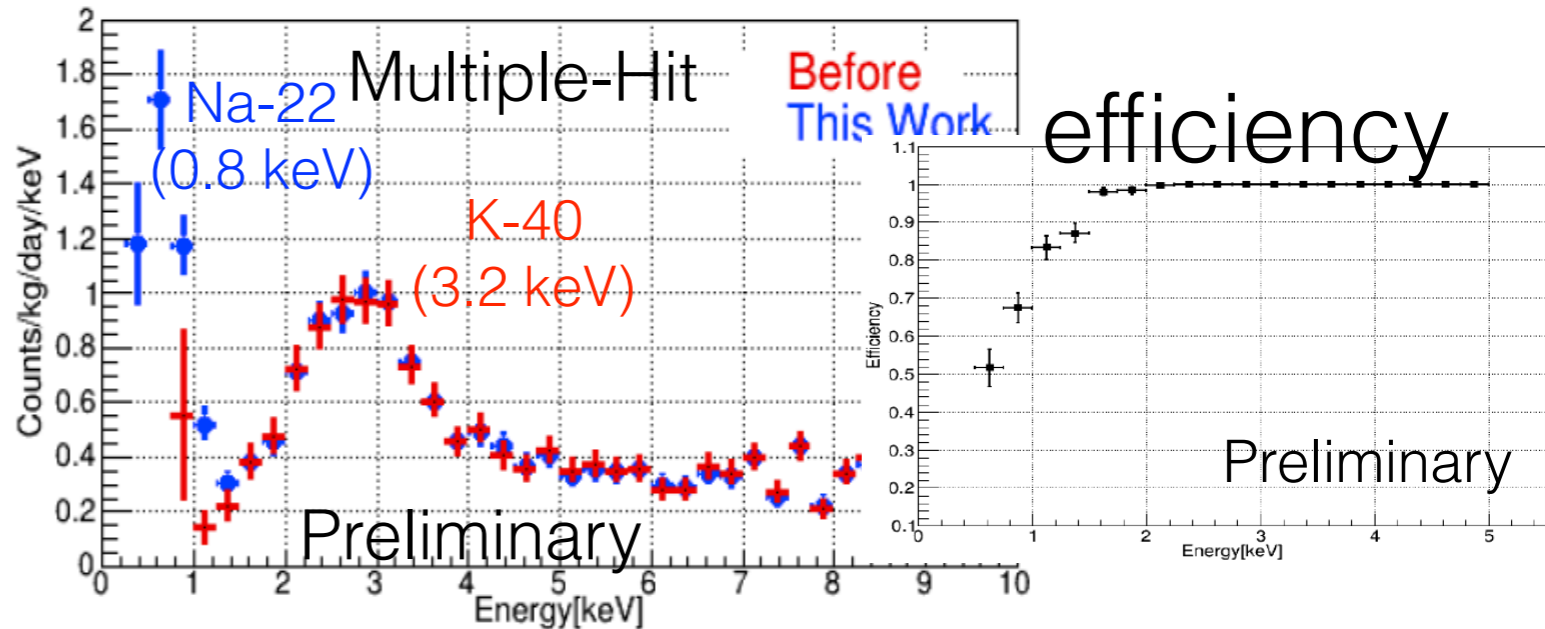 Multiple-Hit
Before
This Work
Na-22
(0.8 keV)
K-40
(3.2 keV)
Preliminary
Counts/kg/day/keV
2
1.8
1.6
1.4
1.2
1
0.8
0.6
0.4
0.2
0
0 1 2 3 4 5 6 7 8 9 10
Energy[keV]
efficiency
Efficiency
1.1
1
0.9
0.8
0.7
0.6
0.5
0.4
0.3
0.2
0.1
Preliminary
0 1 2 3 4 5
Energy[keV]